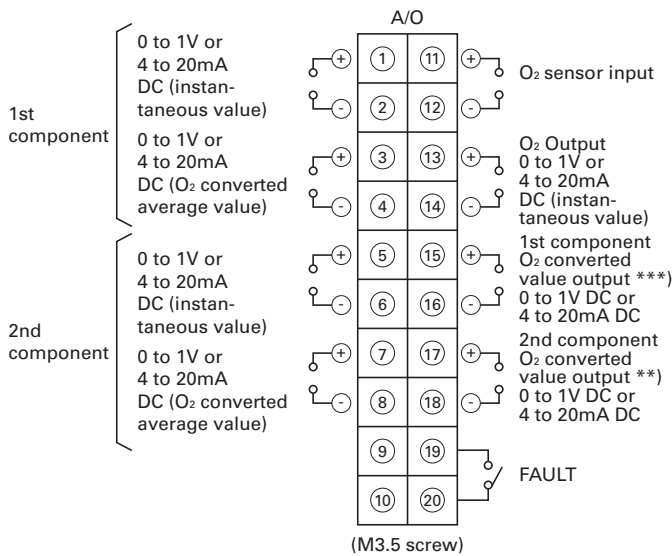 A/O
1st
component
0 to 1V or
4 to 20mA
DC (instan-
taneous value)
0 to 1V or
4 to 20mA
DC (O₂ converted
average value)
2nd
component
0 to 1V or
4 to 20mA
DC (instan-
taneous value)
0 to 1V or
4 to 20mA
DC (O₂ converted
average value)
+ 1 11 +
- 2 12 -
+ 3 13 +
- 4 14 -
+ 5 15 +
- 6 16 -
+ 7 17 +
- 8 18 -
9 19
10 20
O₂ sensor input
O₂ Output
0 to 1V or
4 to 20mA
DC (instan-
taneous value)
1st component
O₂ converted
value output ***)
0 to 1V DC or
4 to 20mA DC
2nd component
O₂ converted
value output **)
0 to 1V DC or
4 to 20mA DC
FAULT
(M3.5 screw)